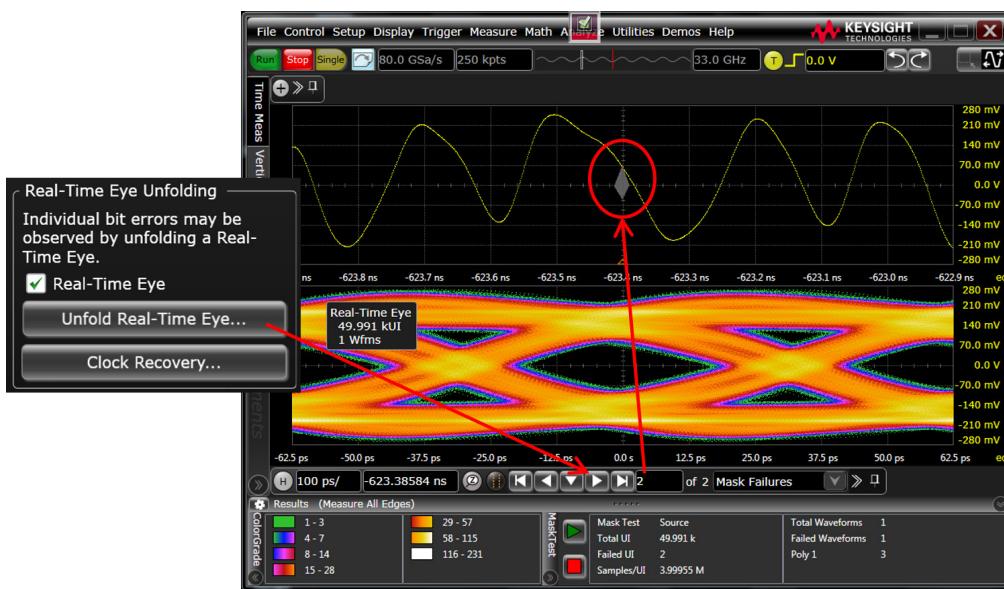 File Control Setup Display Trigger Measure Math Analyze Utilities Demos Help
KEYSIGHT
TECHNOLOGIES
Run Stop Single 80.0 GSa/s 250 kpts 33.0 GHz T 0.0 V
Time Meas
280 mV
210 mV
140 mV
70.0 mV
0.0 V
-70.0 mV
-140 mV
-210 mV
-280 mV
Real-Time Eye Unfolding
Individual bit errors may be
observed by unfolding a Real-
Time Eye.
Real-Time Eye
Unfold Real-Time Eye...
Clock Recovery...
ns -623.8 ns -623.7 ns -623.6 ns -623.5 ns -623.4 ns -623.3 ns -623.2 ns -623.1 ns -623.0 ns -622.9 ns
280 mV
210 mV
140 mV
70.0 mV
0.0 V
-70.0 mV
-140 mV
-210 mV
-280 mV
Real-Time Eye
49.991 kUI
1 Wfms
-62.5 ps -50.0 ps -37.5 ps -25.0 ps -12.5 ps 0.0 s 12.5 ps 25.0 ps 37.5 ps 50.0 ps 62.5 ps
H 100 ps/ -623.38584 ns Z 2 of 2 Mask Failures
Results (Measure All Edges)
ColorGrade
1 - 3
4 - 7
8 - 14
15 - 28
29 - 57
58 - 115
116 - 231
MaskTest
Mask Test Source
Total UI 49.991 k
Failed UI 2
Samples/UI 3.99955 M
Total Waveforms 1
Failed Waveforms 1
Poly 1 3